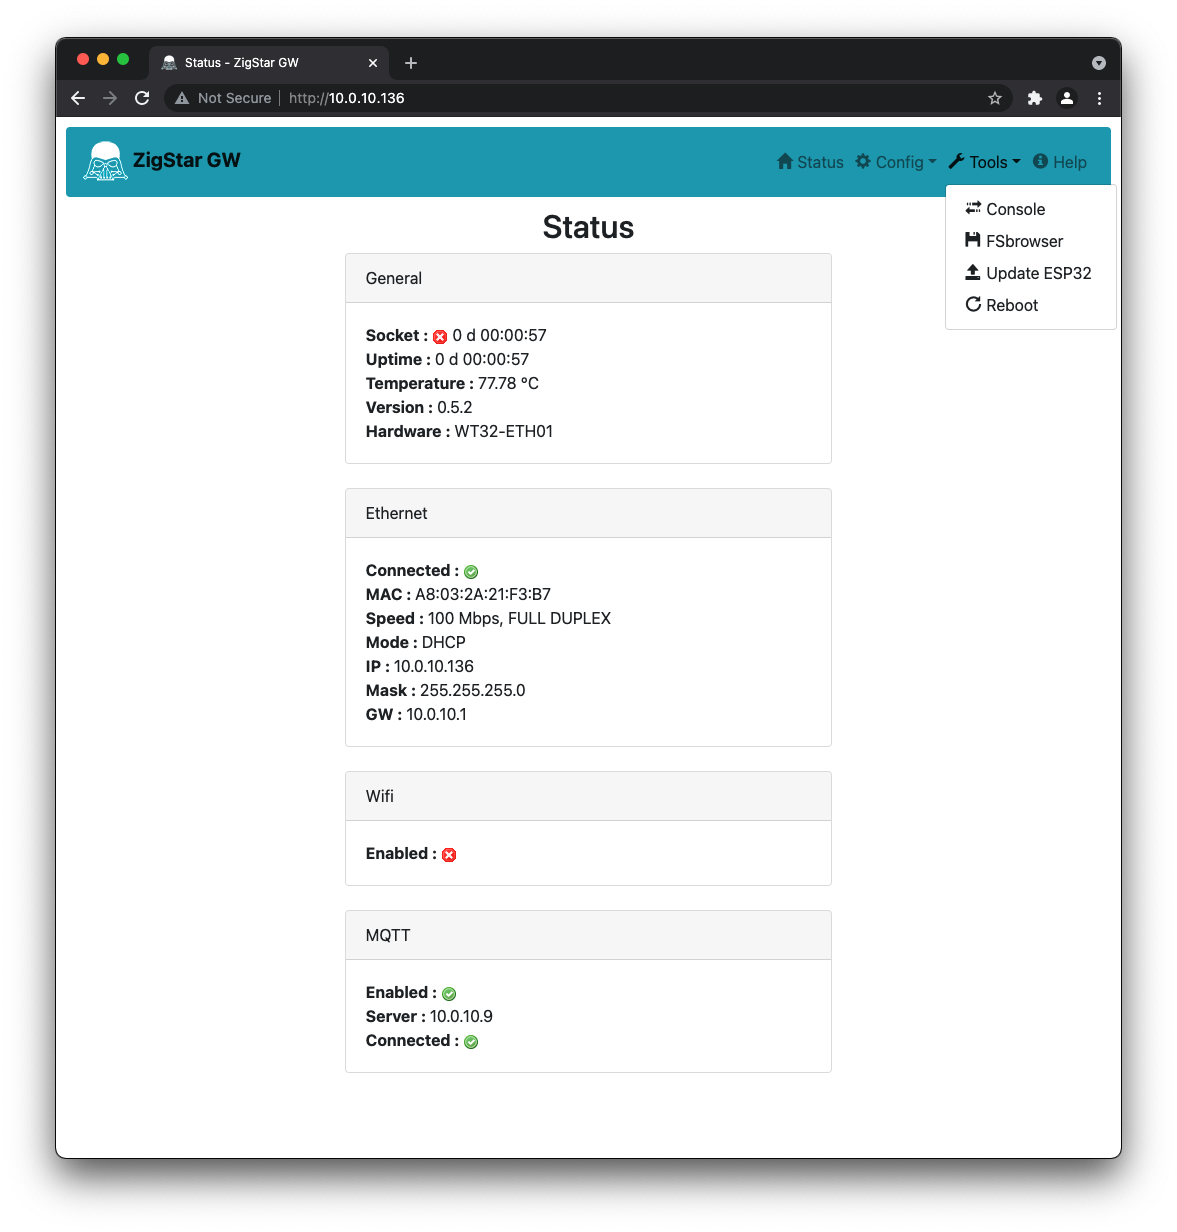 Status - ZigStar GW
Not Secure
http://10.0.10.136
ZigStar GW
Status
Config
Tools
Help
Console
FSbrowser
Update ESP32
Reboot
Status
General
Socket : 0 d 00:00:57
Uptime : 0 d 00:00:57
Temperature : 77.78 °C
Version : 0.5.2
Hardware : WT32-ETH01
Ethernet
Connected :
MAC : A8:03:2A:21:F3:B7
Speed : 100 Mbps, FULL DUPLEX
Mode : DHCP
IP : 10.0.10.136
Mask : 255.255.255.0
GW : 10.0.10.1
Wifi
Enabled :
MQTT
Enabled :
Server : 10.0.10.9
Connected :